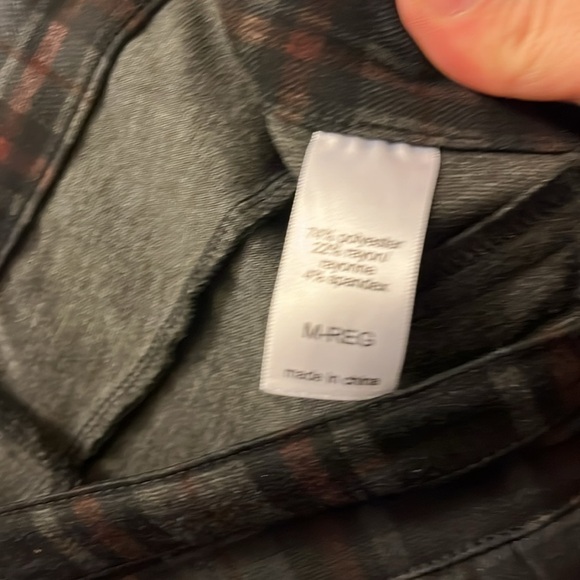 74% polyester
22% rayon/
rayonne
4% spandex
M-REG
made in china